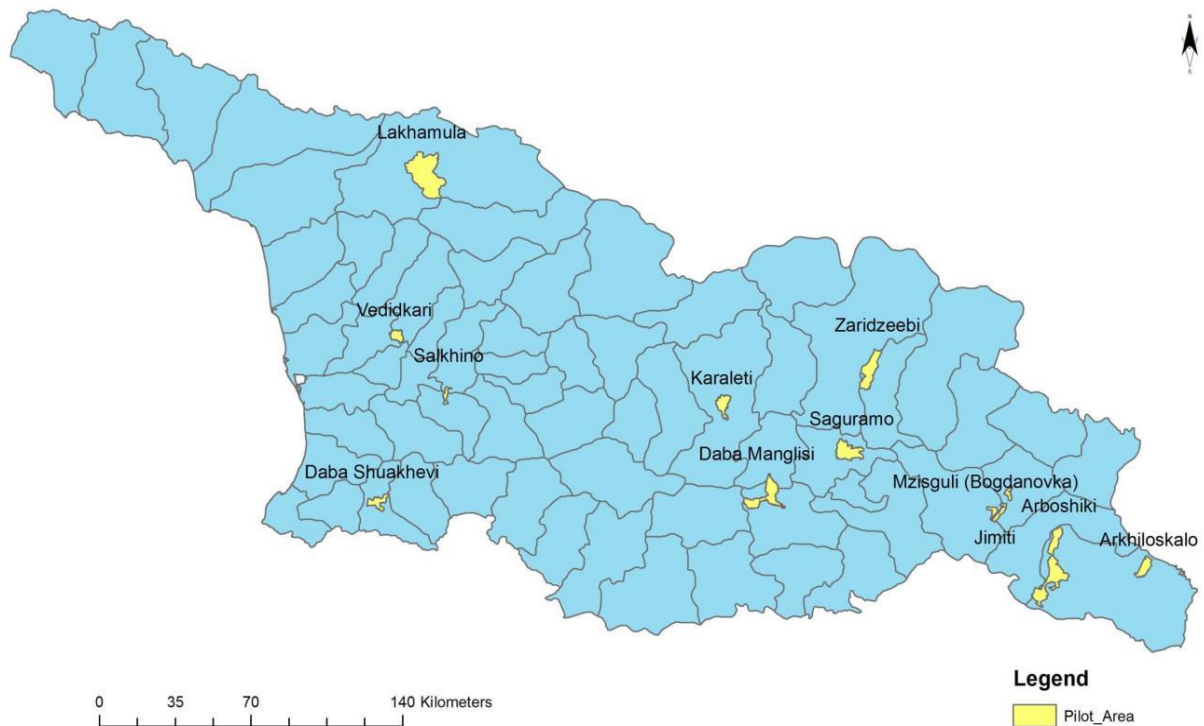 N
S
Lakhamula
Vedidkari
Zaridzeebi
Salkhino
Karaleti
Saguramo
Daba Manglisi
Daba Shuakhevi
Mzisguli (Bogdanovka)
Arboshiki
Jimiti
Arkhiloskalo
Legend
0 35 70 140 Kilometers
Pilot_Area